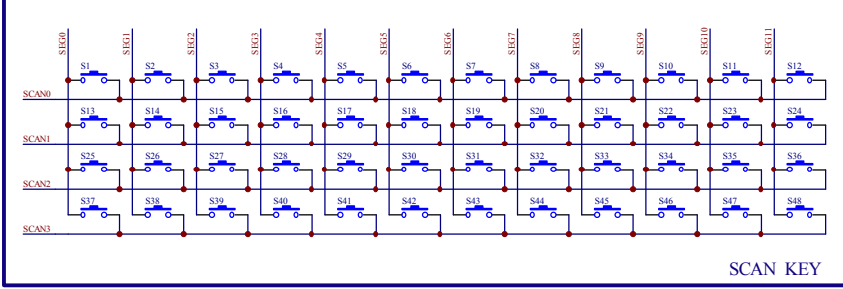 SEG0 SEG1 SEG2 SEG3 SEG4 SEG5 SEG6 SEG7 SEG8 SEG9 SEG10 SEG11
S1 S2 S3 S4 S5 S6 S7 S8 S9 S10 S11 S12
SCAN0
S13 S14 S15 S16 S17 S18 S19 S20 S21 S22 S23 S24
SCAN1
S25 S26 S27 S28 S29 S30 S31 S32 S33 S34 S35 S36
SCAN2
S37 S38 S39 S40 S41 S42 S43 S44 S45 S46 S47 S48
SCAN3
SCAN KEY